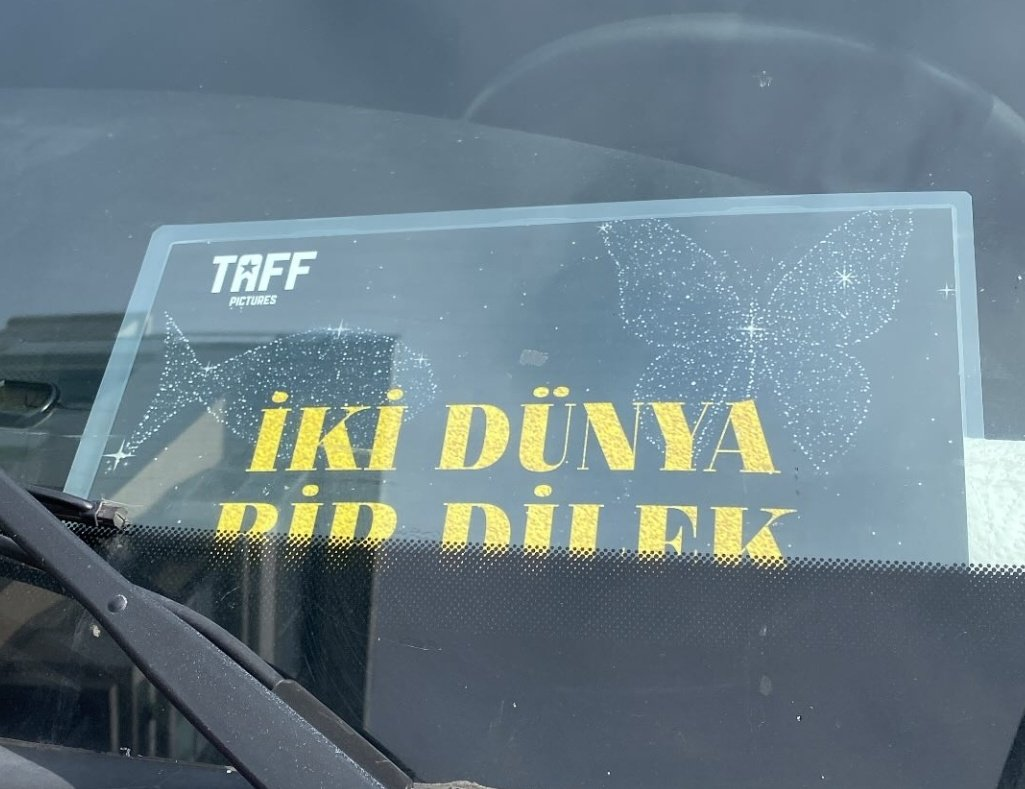 TAFF
PICTURES
İKİ DÜNYA
BİR DİLEK